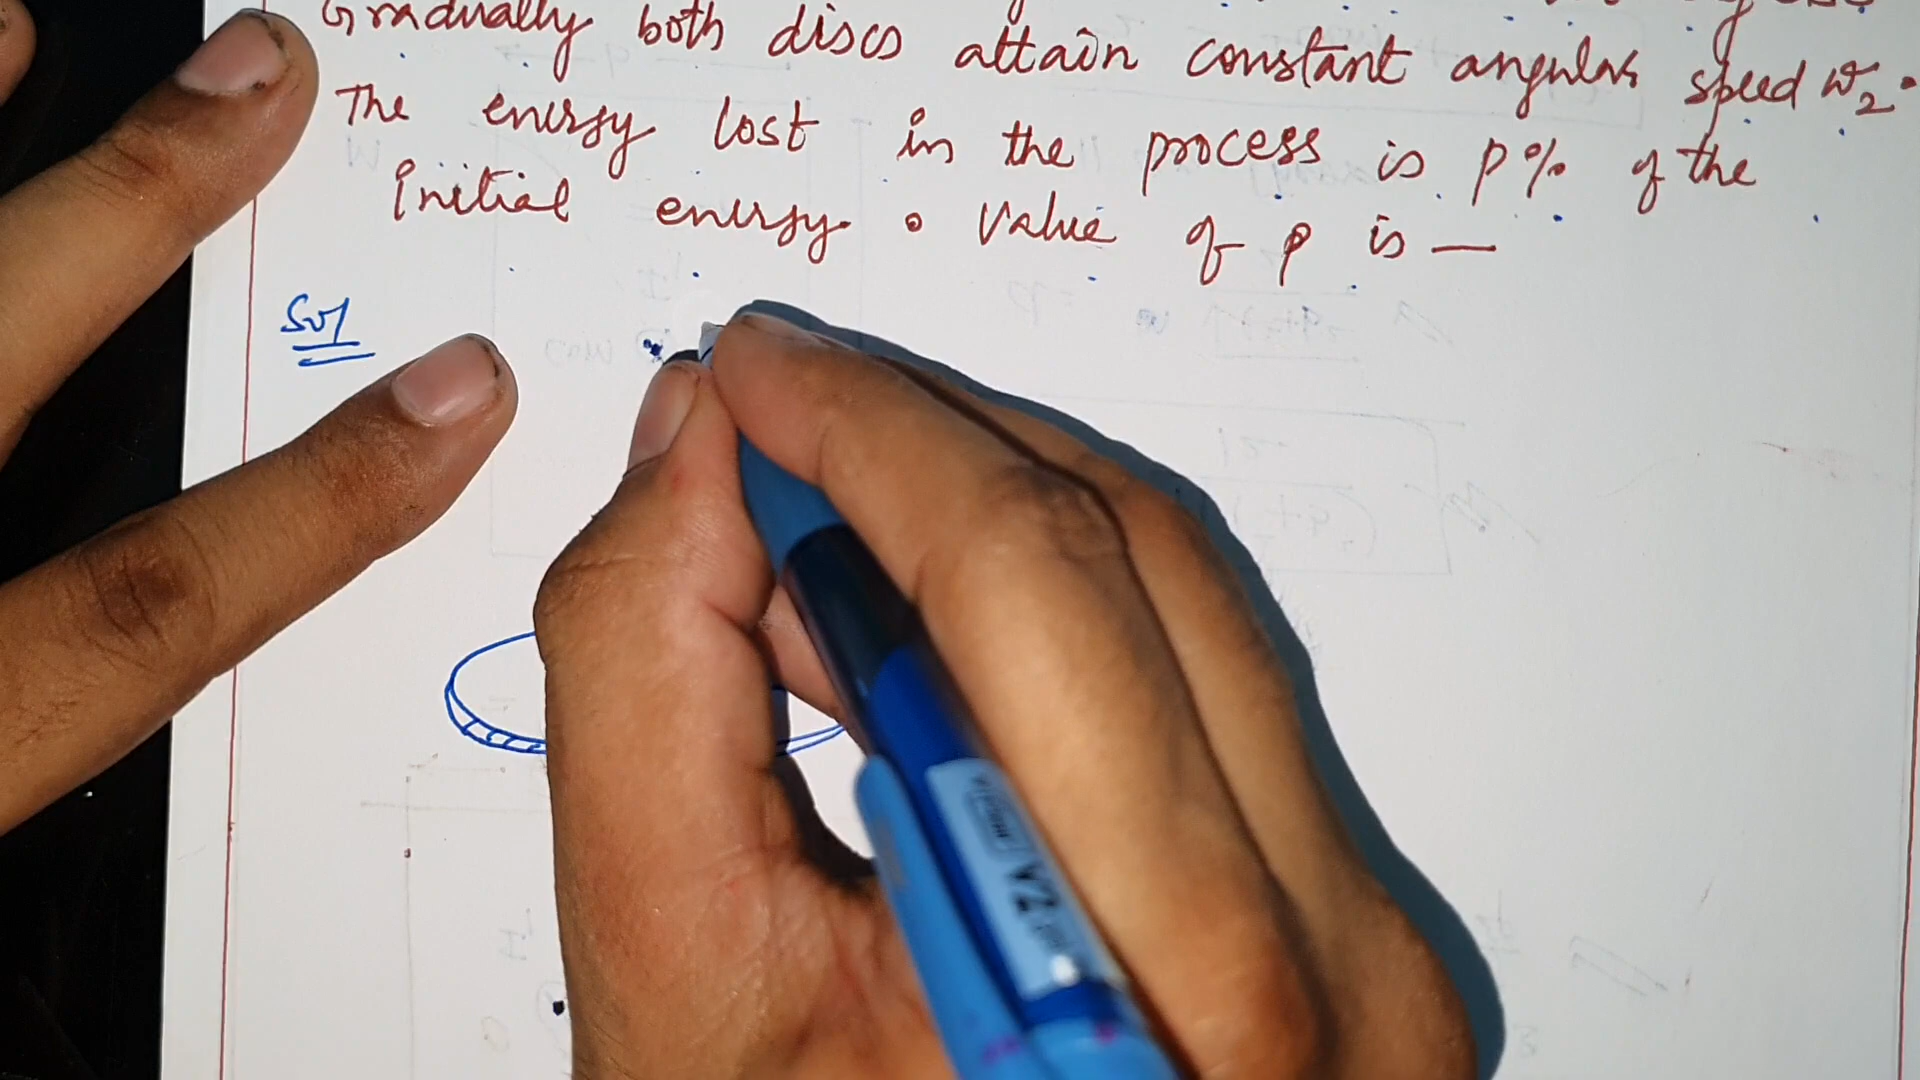 Gradually both discs attain constant angular speed ω₂.
The energy lost in the process is p% of the
Initial energy. Value of p is —
Sol